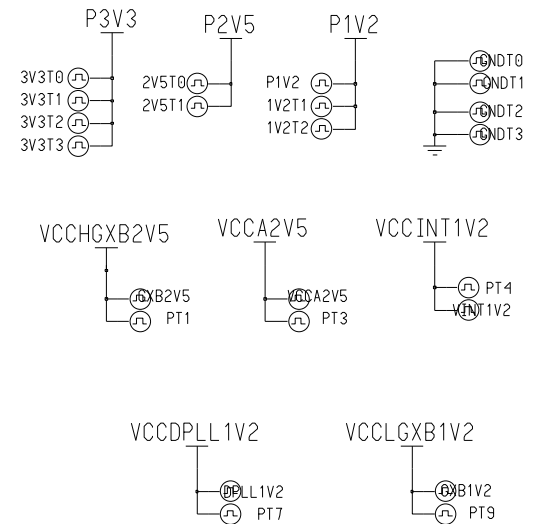 P3V3 P2V5 P1V2
3V3T0 2V5T0 P1V2 GNDT0
3V3T1 2V5T1 1V2T1 GNDT1
3V3T2 1V2T2 GNDT2
3V3T3 GNDT3
VCCHGXB2V5 VCCA2V5 VCCINT1V2
GXB2V5 VCCA2V5 PT4
PT1 PT3 VINT1V2
VCCDPLL1V2 VCCLGXB1V2
DPLL1V2 GXB1V2
PT7 PT9